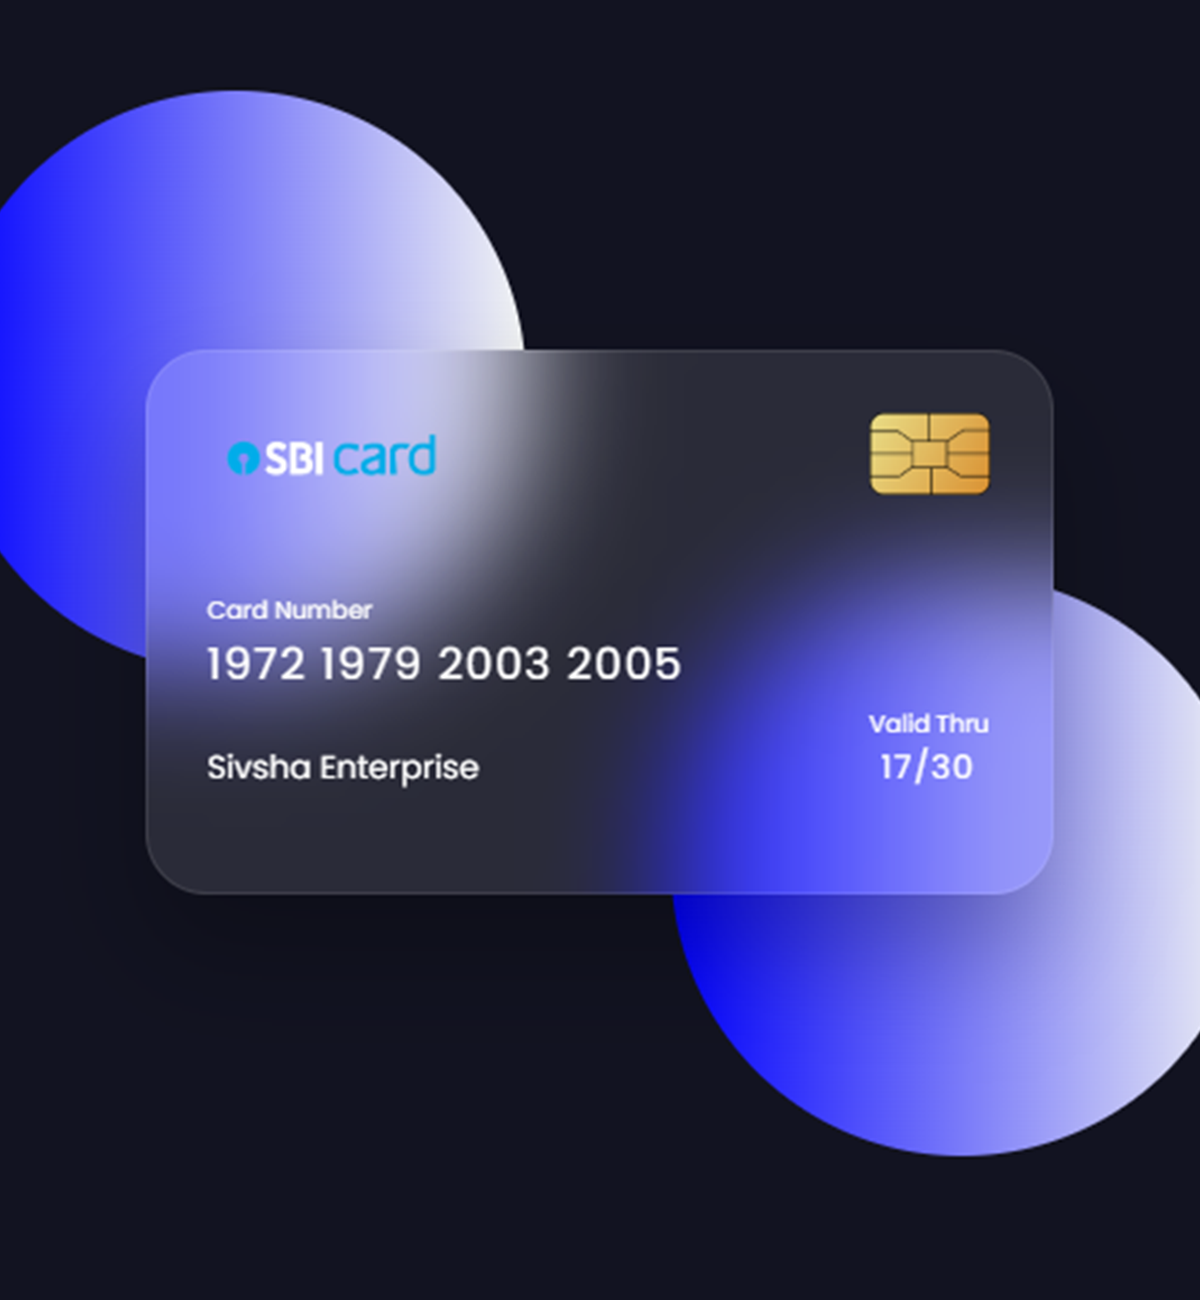 SBI card
Card Number
1972 1979 2003 2005
Valid Thru
17/30
Sivsha Enterprise